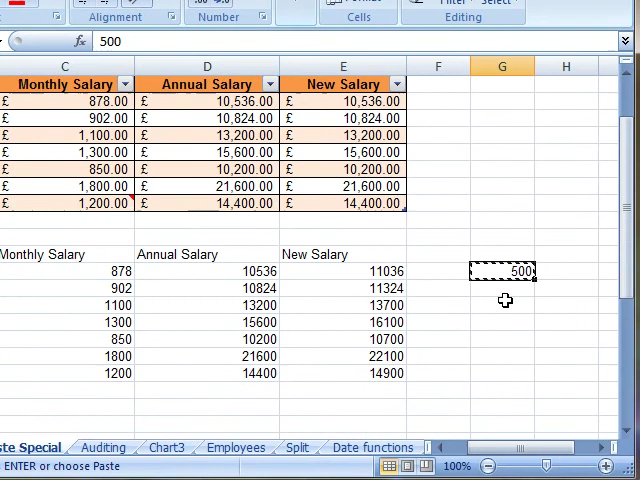 Alignment Number Cells Editing
500
C D E F G H
Monthly Salary Annual Salary New Salary
£ 878.00 £ 10,536.00 £ 10,536.00
£ 902.00 £ 10,824.00 £ 10,824.00
£ 1,100.00 £ 13,200.00 £ 13,200.00
£ 1,300.00 £ 15,600.00 £ 15,600.00
£ 850.00 £ 10,200.00 £ 10,200.00
£ 1,800.00 £ 21,600.00 £ 21,600.00
£ 1,200.00 £ 14,400.00 £ 14,400.00
Monthly Salary Annual Salary New Salary
878 10536 11036 500
902 10824 11324
1100 13200 13700
1300 15600 16100
850 10200 10700
1800 21600 22100
1200 14400 14900
ste Special Auditing Chart3 Employees Split Date functions
ENTER or choose Paste 100%